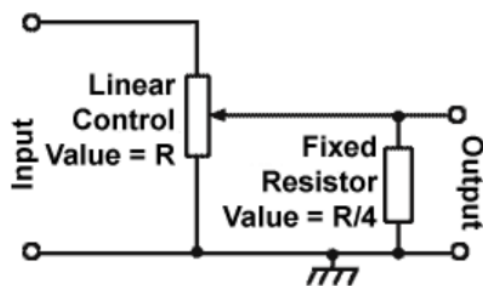 Input
Linear
Control
Value = R
Fixed
Resistor
Value = R/4
Output